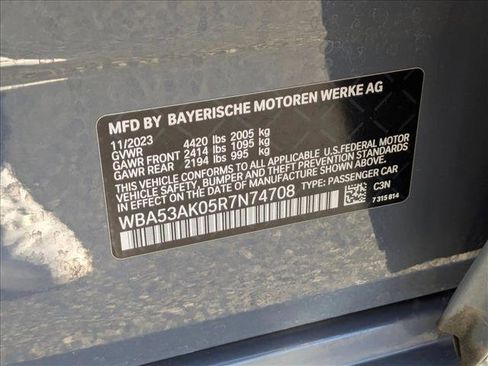 MFD BY BAYERISCHE MOTOREN WERKE AG
11/2023
GVWR 4420 lbs 2005 kg
GAWR FRONT 2414 lbs 1095 kg
GAWR REAR 2194 lbs 995 kg
THIS VEHICLE CONFORMS TO ALL APPLICABLE U.S.FEDERAL MOTOR
VEHICLE SAFETY, BUMPER, AND THEFT PREVENTION STANDARDS IN
EFFECT ON THE DATE OF MANUFACTURE SHOWN ABOVE.
WBA53AK05R7N74708 TYPE: PASSENGER CAR
C3N
7 315 814